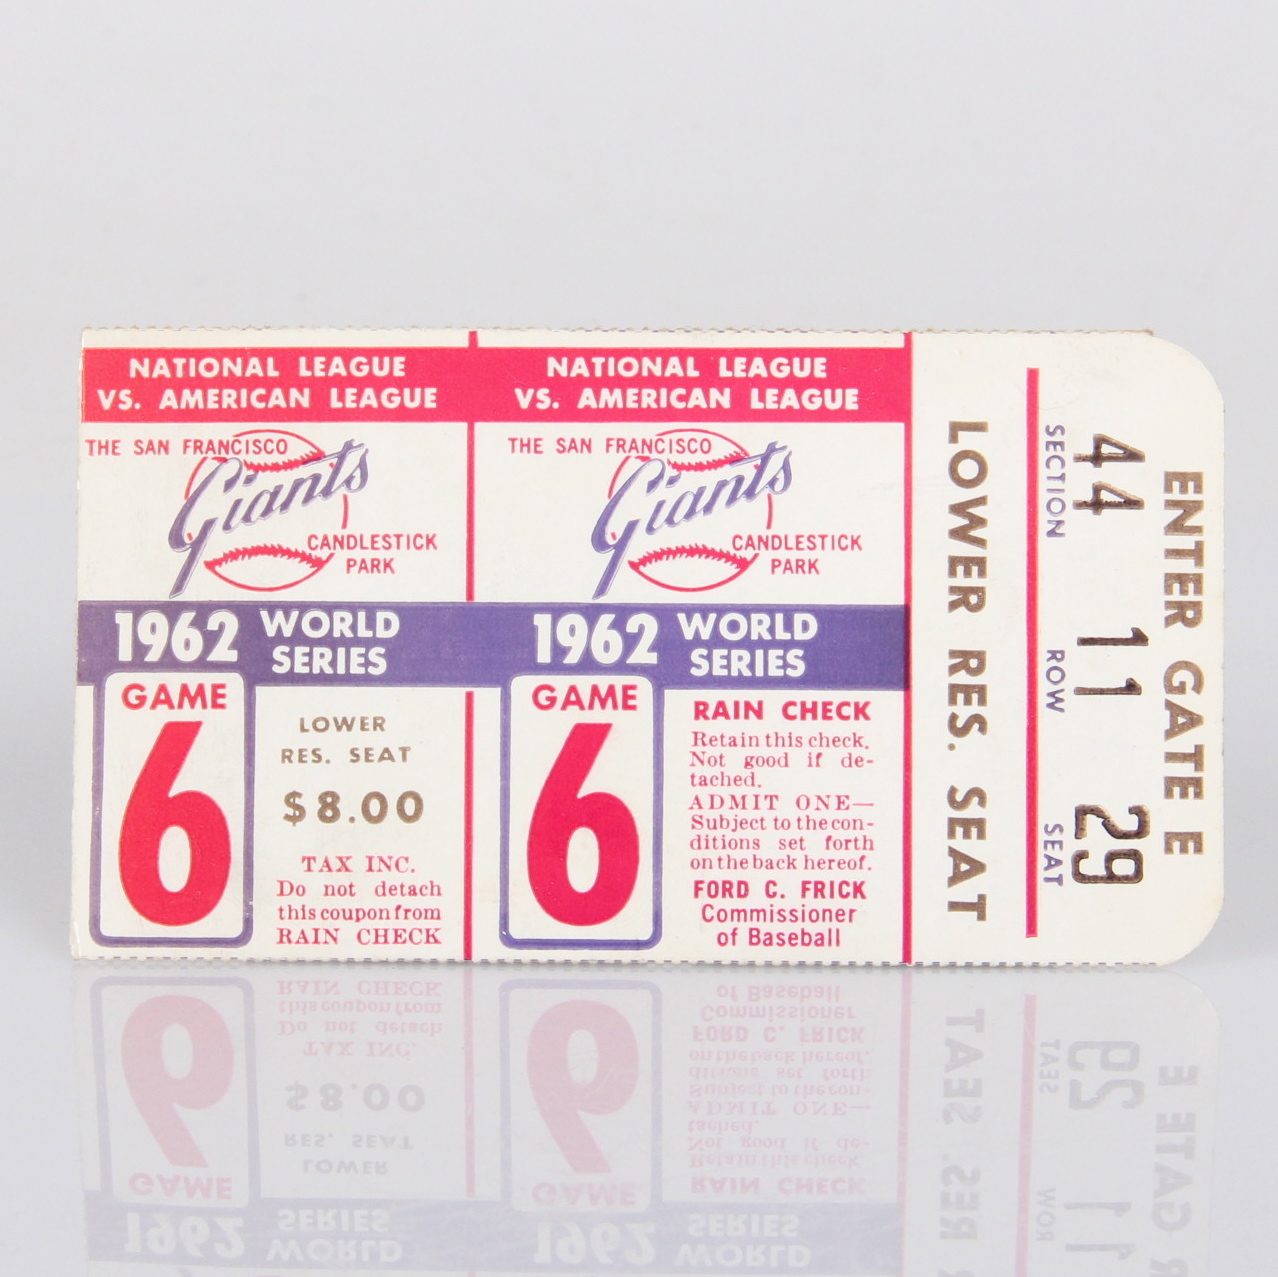 NATIONAL LEAGUE
VS. AMERICAN LEAGUE
THE SAN FRANCISCO
Giants
CANDLESTICK
PARK
1962 WORLD
SERIES
GAME
6
LOWER
RES. SEAT
$8.00
TAX INC.
Do not detach
this coupon from
RAIN CHECK
NATIONAL LEAGUE
VS. AMERICAN LEAGUE
THE SAN FRANCISCO
Giants
CANDLESTICK
PARK
1962 WORLD
SERIES
GAME
6
RAIN CHECK
Retain this check.
Not good if de-
tached.
ADMIT ONE—
Subject to the con-
ditions set forth
on the back hereof.
FORD C. FRICK
Commissioner
of Baseball
ENTER GATE E
44 11 29
SECTION ROW SEAT
LOWER RES. SEAT